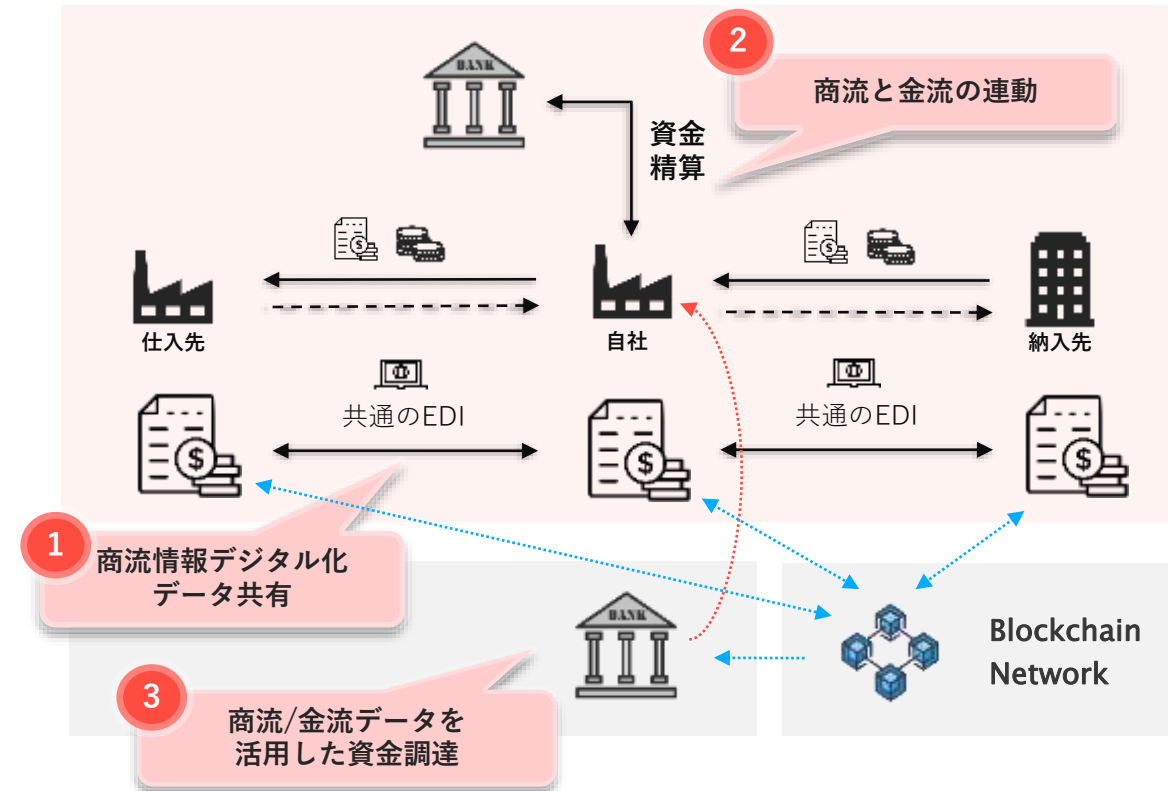 2
商流と金流の連動
BANK
資金
精算
仕入先
自社
納入先
共通のEDI
共通のEDI
$
$
$
1
商流情報デジタル化
データ共有
BANK
Blockchain
Network
3
商流/金流データを
活用した資金調達